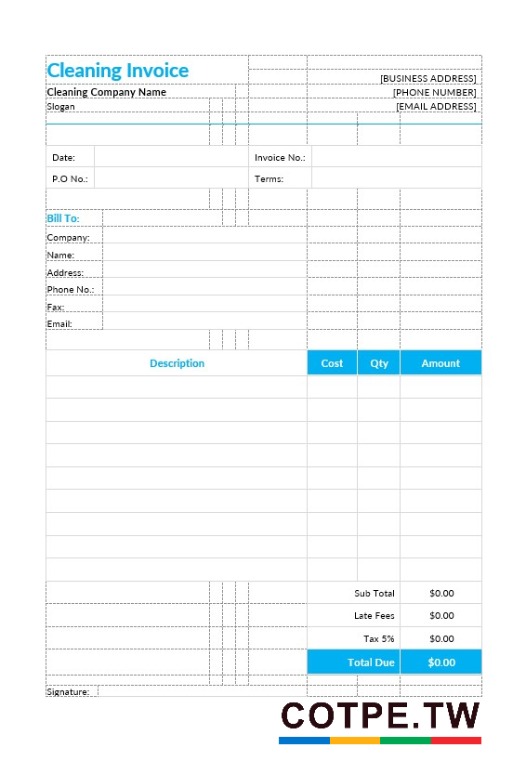 Cleaning Invoice
[BUSINESS ADDRESS]
Cleaning Company Name [PHONE NUMBER]
Slogan [EMAIL ADDRESS]
Date: Invoice No.:
P.O No.: Terms:
Bill To:
Company:
Name:
Address:
Phone No.:
Fax:
Email:
Description Cost Qty Amount
Sub Total $0.00
Late Fees $0.00
Tax 5% $0.00
Total Due $0.00
Signature:
COTPE.TW